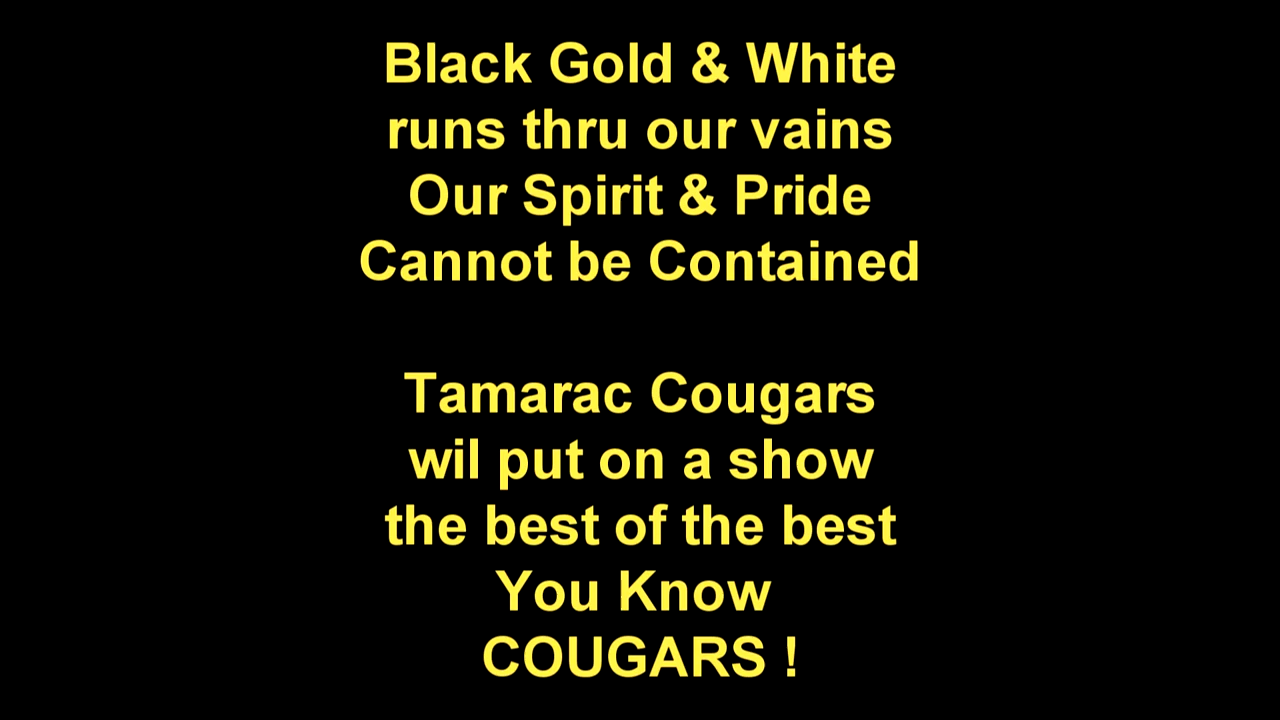 Black Gold & White
runs thru our vains
Our Spirit & Pride
Cannot be Contained
Tamarac Cougars
wil put on a show
the best of the best
You Know
COUGARS !